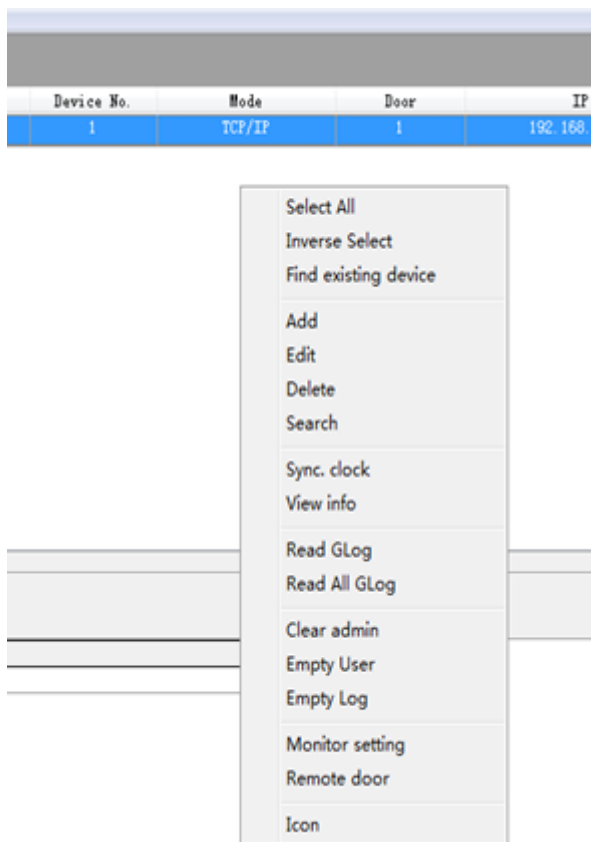 Device No. Mode Door IP
1 TCP/IP 1 192.168.
Select All
Inverse Select
Find existing device
Add
Edit
Delete
Search
Sync. clock
View info
Read GLog
Read All GLog
Clear admin
Empty User
Empty Log
Monitor setting
Remote door
Icon